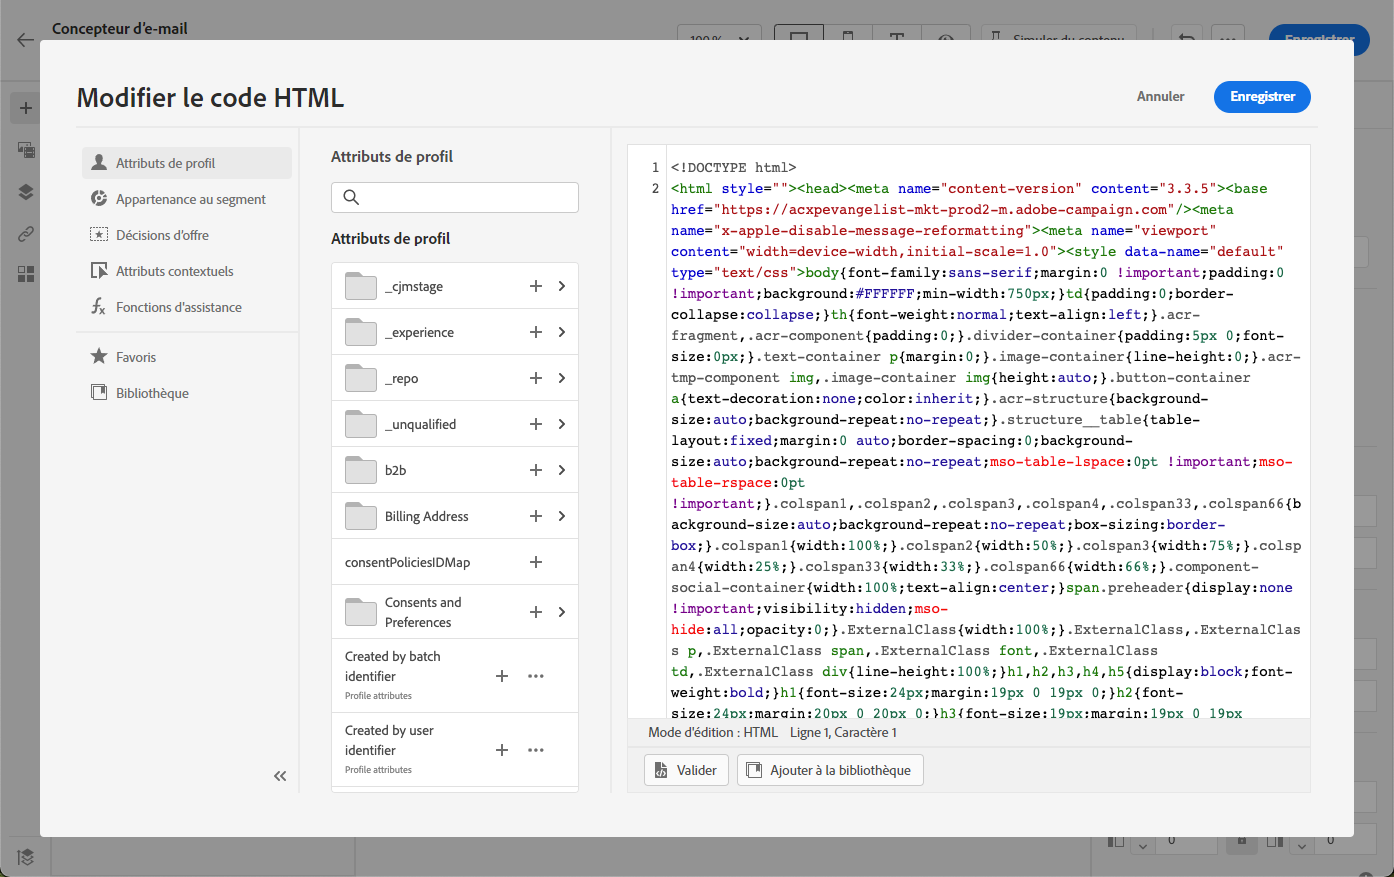 Concepteur d'e-mail
100 %
Simuler du contenu
Enregistrer
Modifier le code HTML
Annuler
Enregistrer
Attributs de profil
Appartenance au segment
Décisions d'offre
Attributs contextuels
Fonctions d'assistance
Favoris
Bibliothèque
Attributs de profil
Attributs de profil
_cjmstage
_experience
_repo
_unqualified
b2b
Billing Address
consentPoliciesIDMap
Consents and
Preferences
Created by batch
identifier
Profile attributes
Created by user
identifier
Profile attributes
1 <!DOCTYPE html>
2 <html style=""><head><meta name="content-version" content="3.3.5"><base
href="https://acxpevangelist-mkt-prod2-m.adobe-campaign.com"/><meta
name="x-apple-disable-message-reformatting"><meta name="viewport"
content="width=device-width,initial-scale=1.0"><style data-name="default"
type="text/css">body{font-family:sans-serif;margin:0 !important;padding:0
!important;background:#FFFFFF;min-width:750px;}td{padding:0;border-
collapse:collapse;}th{font-weight:normal;text-align:left;}.acr-
fragment,.acr-component{padding:0;}.divider-container{padding:5px 0;font-
size:0px;}.text-container p{margin:0;}.image-container{line-height:0;}.acr-
tmp-component img,.image-container img{height:auto;}.button-container
a{text-decoration:none;color:inherit;}.acr-structure{background-
size:auto;background-repeat:no-repeat;}.structure__table{table-
layout:fixed;margin:0 auto;border-spacing:0;background-
size:auto;background-repeat:no-repeat;mso-table-lspace:0pt !important;mso-
table-rspace:0pt
!important;}.colspan1,.colspan2,.colspan3,.colspan4,.colspan33,.colspan66{b
ackground-size:auto;background-repeat:no-repeat;box-sizing:border-
box;}.colspan1{width:100%;}.colspan2{width:50%;}.colspan3{width:75%;}.colsp
an4{width:25%;}.colspan33{width:33%;}.colspan66{width:66%;}.component-
social-container{width:100%;text-align:center;}span.preheader{display:none
!important;visibility:hidden;mso-
hide:all;opacity:0;}.ExternalClass{width:100%;}.ExternalClass,.ExternalClas
s p,.ExternalClass span,.ExternalClass font,.ExternalClass
td,.ExternalClass div{line-height:100%;}h1,h2,h3,h4,h5{display:block;font-
weight:bold;}h1{font-size:24px;margin:19px 0 19px 0;}h2{font-
size:24px;margin:20px 0 20px 0;}h3{font-size:19px;margin:19px 0 19px
Mode d'édition : HTML Ligne 1, Caractère 1
Valider
Ajouter à la bibliothèque
0
0